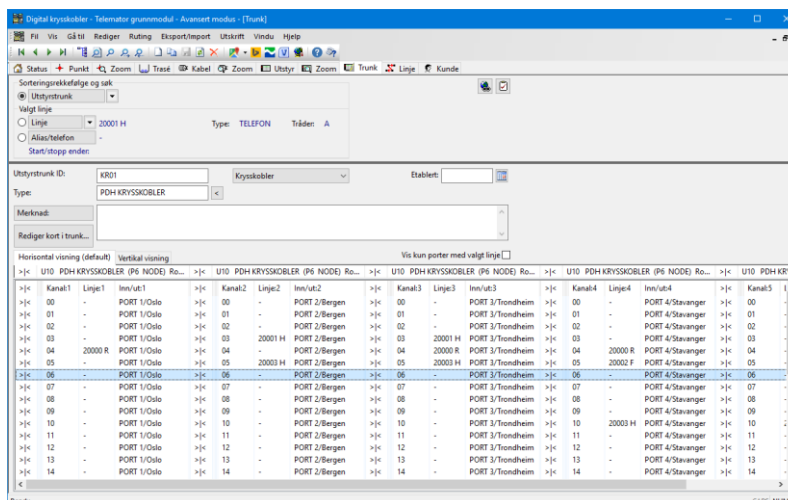 Digital krysskobler - Telemator grunnmodul - Avansert modus - [Trunk]
Fil Vis Gå til Rediger Ruting Eksport/Import Utskrift Vindu Hjelp
Status Punkt Zoom Trasé Kabel Zoom Utstyr Zoom Trunk Linje Kunde
Sorteringsrekkefølge og søk
Utstyrstrunk
Valgt linje
Linje 20001 H Type: TELEFON Tråder: A
Alias/telefon -
Start/stopp ender:
Utstyrstrunk ID: KR01 Krysskobler Etablert:
Type: PDH KRYSSKOBLER <
Merknad:
Rediger kort i trunk...
Horisontal visning (default) Vertikal visning Vis kun porter med valgt linje
>|< U10 PDH KRYSSKOBLER (P6 NODE) Ro... >|< U10 PDH KRYSSKOBLER (P6 NODE) Ro... >|< U10 PDH KRYSSKOBLER (P6 NODE) Ro... >|< U10 PDH KRYSSKOBLER (P6 NODE) Ro... >|< U10 PDH KR
>|< Kanal:1 Linje:1 Inn/ut:1 >|< Kanal:2 Linje:2 Inn/ut:2 >|< Kanal:3 Linje:3 Inn/ut:3 >|< Kanal:4 Linje:4 Inn/ut:4 >|< Kanal:5
>|< 00 - PORT 1/Oslo >|< 00 - PORT 2/Bergen >|< 00 - PORT 3/Trondheim >|< 00 - PORT 4/Stavanger >|< 00 -
>|< 01 - PORT 1/Oslo >|< 01 - PORT 2/Bergen >|< 01 - PORT 3/Trondheim >|< 01 - PORT 4/Stavanger >|< 01 -
>|< 02 - PORT 1/Oslo >|< 02 - PORT 2/Bergen >|< 02 - PORT 3/Trondheim >|< 02 - PORT 4/Stavanger >|< 02 -
>|< 03 - PORT 1/Oslo >|< 03 20001 H PORT 2/Bergen >|< 03 20001 H PORT 3/Trondheim >|< 03 - PORT 4/Stavanger >|< 03 -
>|< 04 20000 R PORT 1/Oslo >|< 04 - PORT 2/Bergen >|< 04 20000 R PORT 3/Trondheim >|< 04 20000 R PORT 4/Stavanger >|< 04 -
>|< 05 - PORT 1/Oslo >|< 05 20003 H PORT 2/Bergen >|< 05 20003 H PORT 3/Trondheim >|< 05 20002 F PORT 4/Stavanger >|< 05 -
>|< 06 - PORT 1/Oslo >|< 06 - PORT 2/Bergen >|< 06 - PORT 3/Trondheim >|< 06 - PORT 4/Stavanger >|< 06 -
>|< 07 - PORT 1/Oslo >|< 07 - PORT 2/Bergen >|< 07 - PORT 3/Trondheim >|< 07 - PORT 4/Stavanger >|< 07 -
>|< 08 - PORT 1/Oslo >|< 08 - PORT 2/Bergen >|< 08 - PORT 3/Trondheim >|< 08 - PORT 4/Stavanger >|< 08 -
>|< 09 - PORT 1/Oslo >|< 09 - PORT 2/Bergen >|< 09 - PORT 3/Trondheim >|< 09 - PORT 4/Stavanger >|< 09 -
>|< 10 - PORT 1/Oslo >|< 10 - PORT 2/Bergen >|< 10 - PORT 3/Trondheim >|< 10 20003 H PORT 4/Stavanger >|< 10
>|< 11 - PORT 1/Oslo >|< 11 - PORT 2/Bergen >|< 11 - PORT 3/Trondheim >|< 11 - PORT 4/Stavanger >|< 11 -
>|< 12 - PORT 1/Oslo >|< 12 - PORT 2/Bergen >|< 12 - PORT 3/Trondheim >|< 12 - PORT 4/Stavanger >|< 12 -
>|< 13 - PORT 1/Oslo >|< 13 - PORT 2/Bergen >|< 13 - PORT 3/Trondheim >|< 13 - PORT 4/Stavanger >|< 13 -
>|< 14 - PORT 1/Oslo >|< 14 - PORT 2/Bergen >|< 14 - PORT 3/Trondheim >|< 14 - PORT 4/Stavanger >|< 14 -